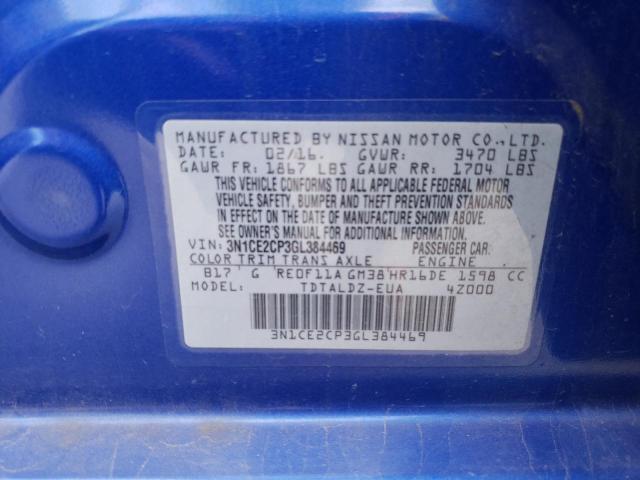 MANUFACTURED BY NISSAN MOTOR CO., LTD.
DATE: 02/16. GVWR: 3470 LBS
GAWR FR: 1867 LBS GAWR RR: 1704 LBS
THIS VEHICLE CONFORMS TO ALL APPLICABLE FEDERAL MOTOR
VEHICLE SAFETY, BUMPER AND THEFT PREVENTION STANDARDS
IN EFFECT ON THE DATE OF MANUFACTURE SHOWN ABOVE.
SEE OWNER'S MANUAL FOR ADDITIONAL INFORMATION.
VIN: 3N1CE2CP3GL384469 PASSENGER CAR
COLOR TRIM TRANS AXLE ENGINE
B17 G RE0F11A GM38 HR16DE 1598 CC
MODEL: TDTALDZ-EUA 4Z000
3N1CE2CP3GL384469